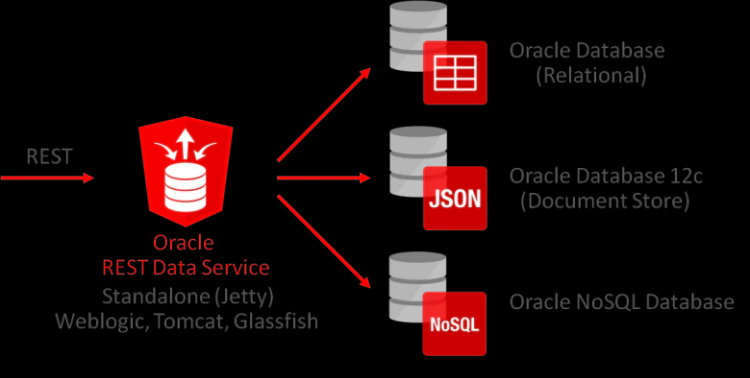 REST
Oracle
REST Data Service
Standalone (Jetty)
Weblogic, Tomcat, Glassfish
Oracle Database
(Relational)
JSON
Oracle Database 12c
(Document Store)
NoSQL
Oracle NoSQL Database